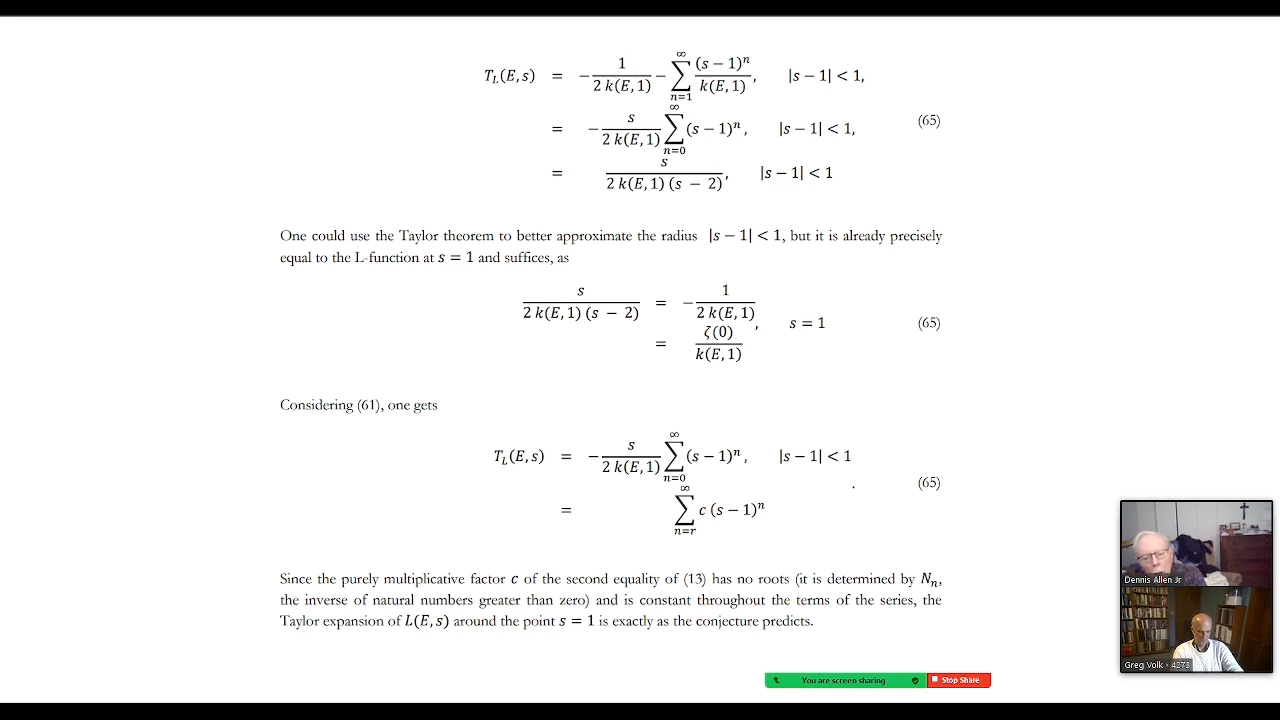 T_L(E, s) = − 1/(2 k(E, 1)) − ∑_{n=1}^{∞} (s − 1)^n/k(E, 1), |s − 1| < 1,
= − s/(2 k(E, 1)) ∑_{n=0}^{∞} (s − 1)^n, |s − 1| < 1, (65)
= s/(2 k(E, 1) (s − 2)), |s − 1| < 1
One could use the Taylor theorem to better approximate the radius |s − 1| < 1, but it is already precisely
equal to the L-function at s = 1 and suffices, as
s/(2 k(E, 1) (s − 2)) = − 1/(2 k(E, 1))
= ζ(0)/k(E, 1), s = 1 (65)
Considering (61), one gets
T_L(E, s) = − s/(2 k(E, 1)) ∑_{n=0}^{∞} (s − 1)^n, |s − 1| < 1
= ∑_{n=r}^{∞} c (s − 1)^n . (65)
Since the purely multiplicative factor c of the second equality of (13) has no roots (it is determined by N_n,
the inverse of natural numbers greater than zero) and is constant throughout the terms of the series, the
Taylor expansion of L(E, s) around the point s = 1 is exactly as the conjecture predicts.
Dennis Allen Jr
Greg Volk • 4273
You are screen sharing
Stop Share